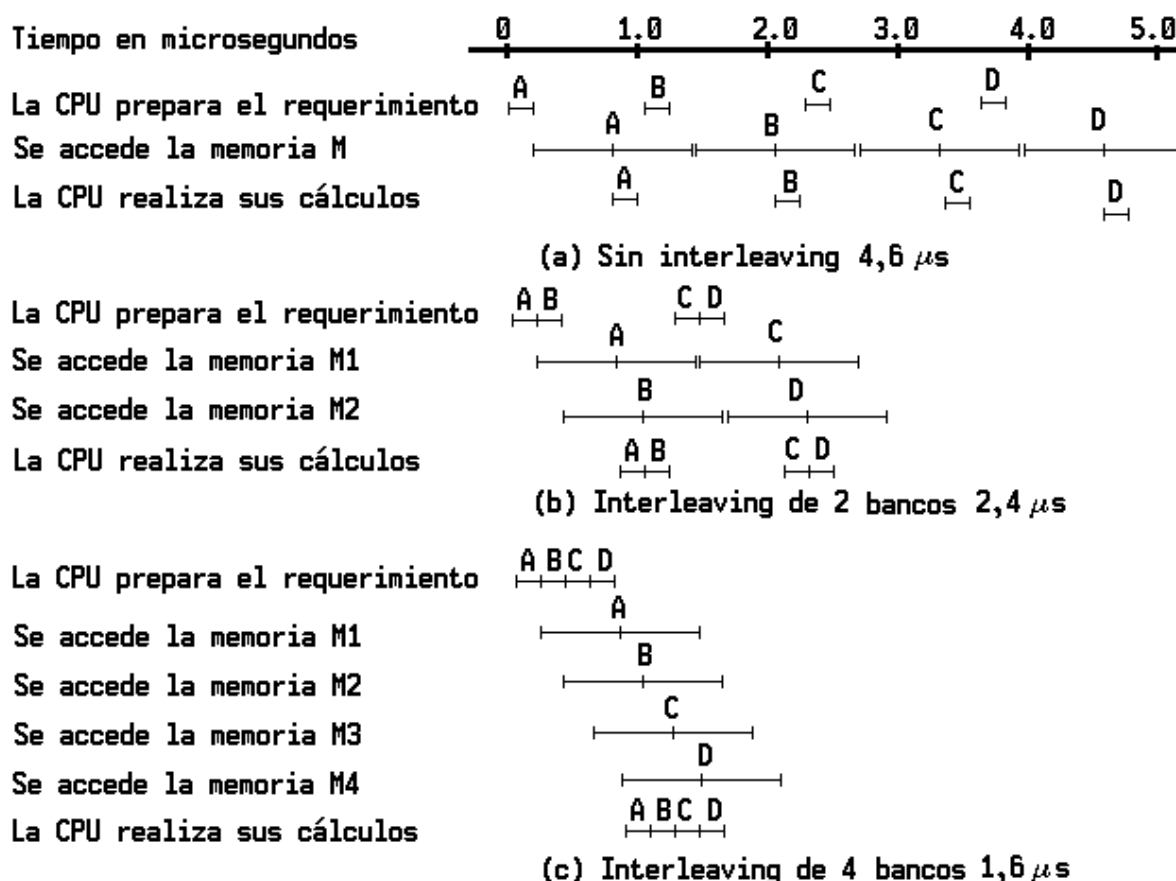 Tiempo en microsegundos 0 1.0 2.0 3.0 4.0 5.0
La CPU prepara el requerimiento A B C D
Se accede la memoria M A B C D
La CPU realiza sus cálculos A B C D
(a) Sin interleaving 4,6 μs
La CPU prepara el requerimiento A B C D
Se accede la memoria M1 A C
Se accede la memoria M2 B D
La CPU realiza sus cálculos A B C D
(b) Interleaving de 2 bancos 2,4 μs
La CPU prepara el requerimiento A B C D
Se accede la memoria M1 A
Se accede la memoria M2 B
Se accede la memoria M3 C
Se accede la memoria M4 D
La CPU realiza sus cálculos A B C D
(c) Interleaving de 4 bancos 1,6 μs